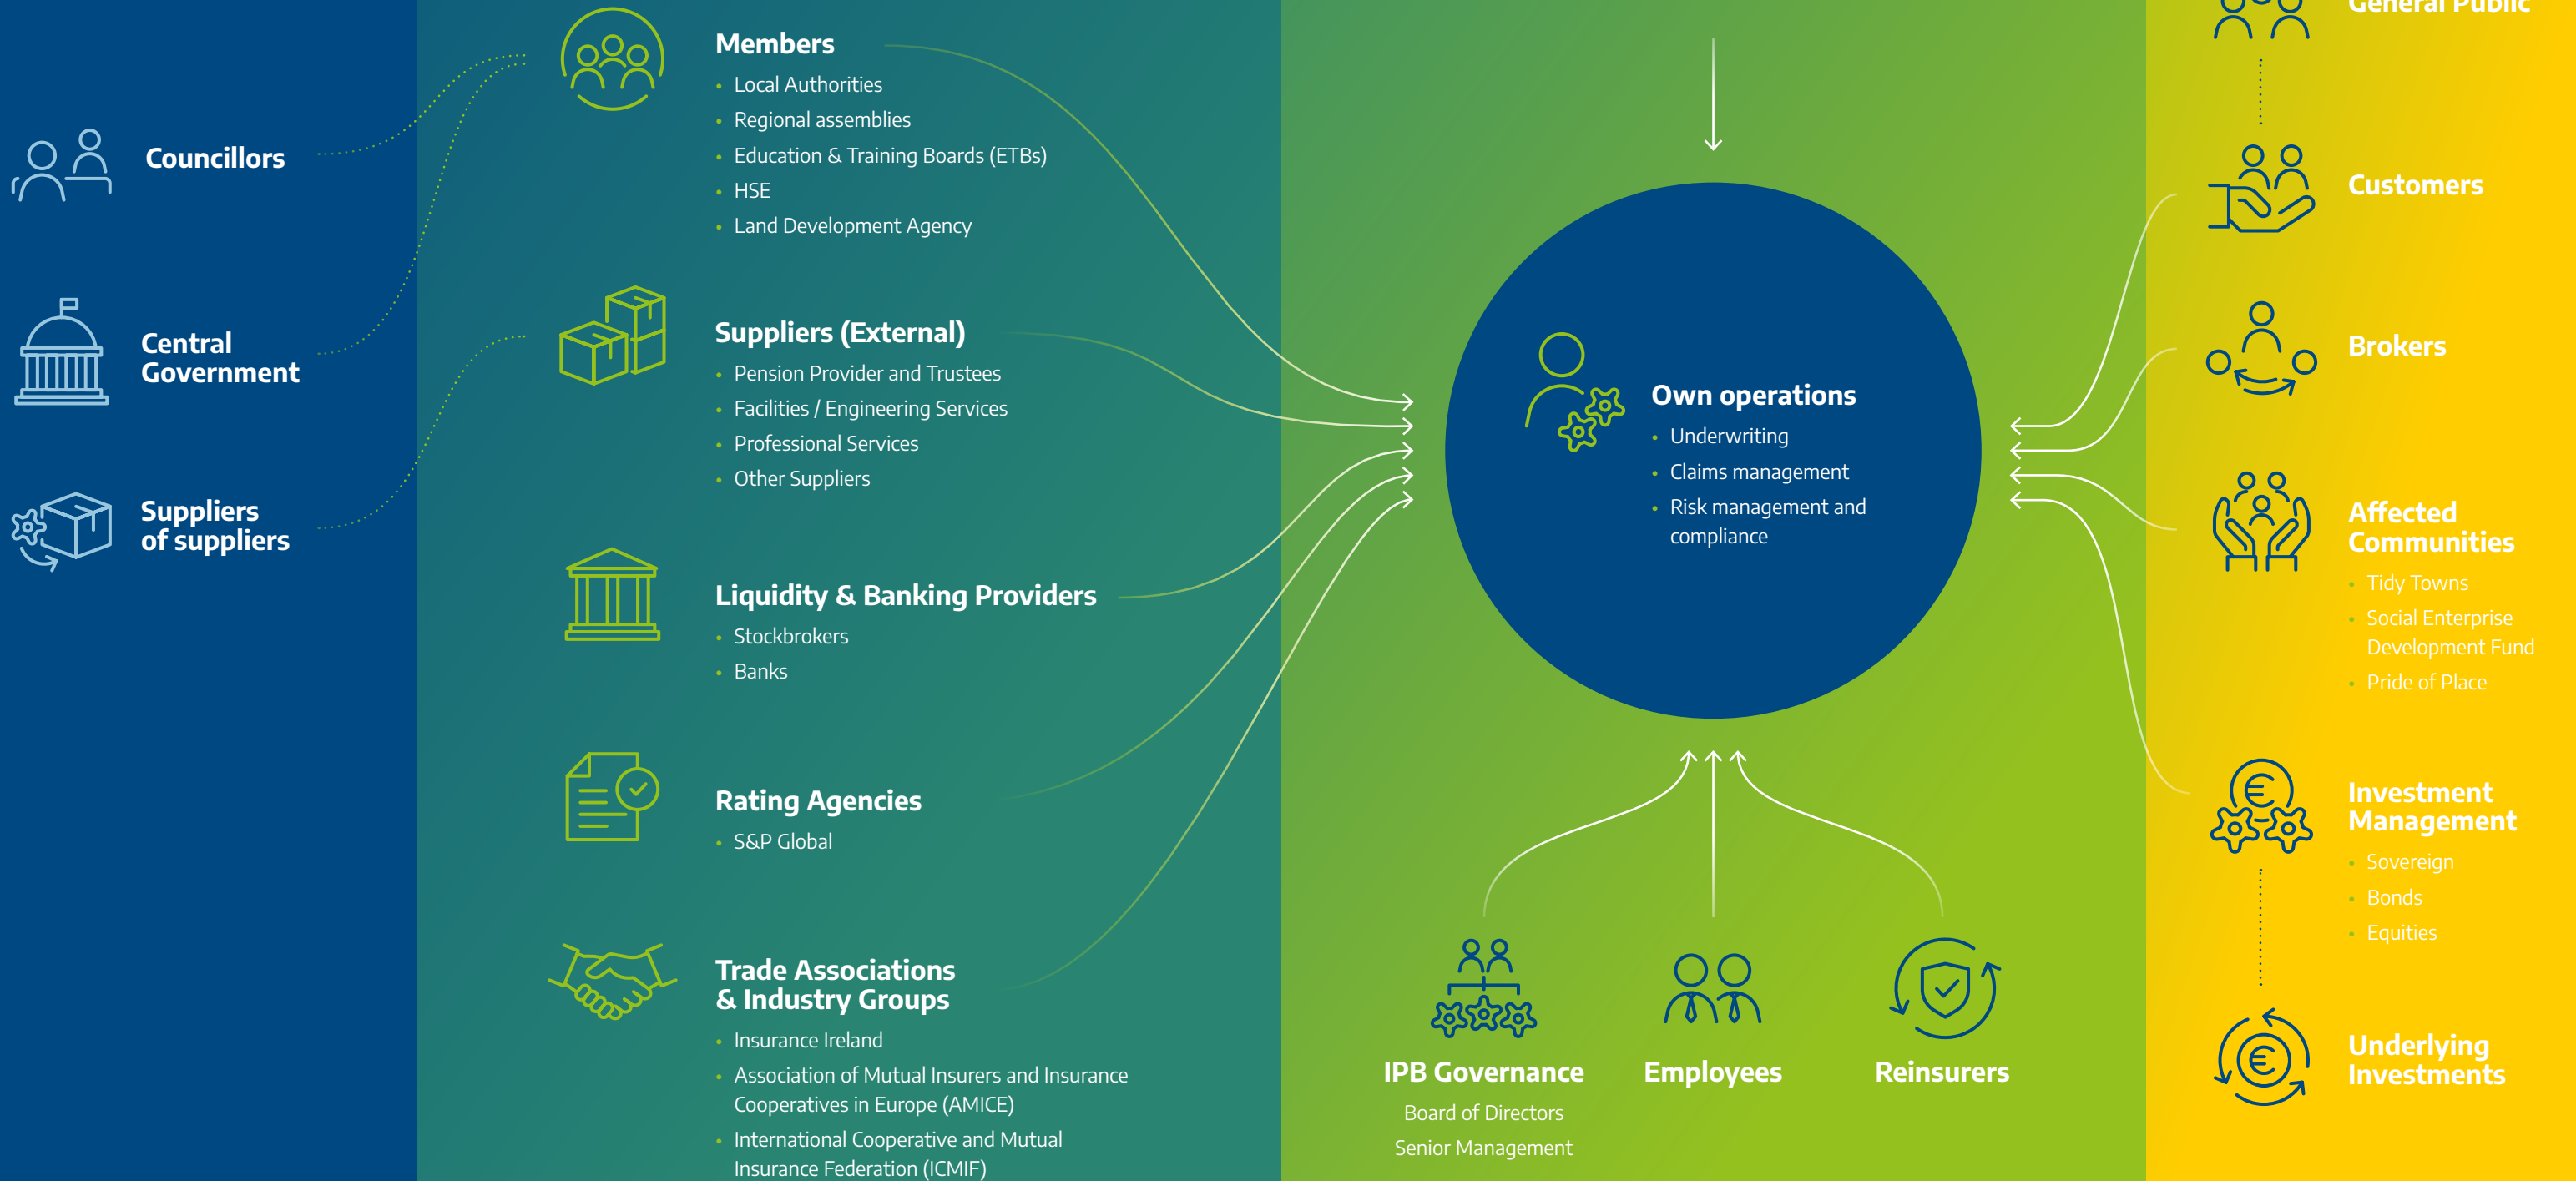 Councillors
Central
Government
Suppliers
of suppliers
Members
• Local Authorities
• Regional assemblies
• Education & Training Boards (ETBs)
• HSE
• Land Development Agency
Suppliers (External)
• Pension Provider and Trustees
• Facilities / Engineering Services
• Professional Services
• Other Suppliers
Liquidity & Banking Providers
• Stockbrokers
• Banks
Rating Agencies
• S&P Global
Trade Associations
& Industry Groups
• Insurance Ireland
• Association of Mutual Insurers and Insurance
Cooperatives in Europe (AMICE)
• International Cooperative and Mutual
Insurance Federation (ICMIF)
Own operations
• Underwriting
• Claims management
• Risk management and
compliance
IPB Governance
Board of Directors
Senior Management
Employees
Reinsurers
General Public
Customers
Brokers
Affected
Communities
• Tidy Towns
• Social Enterprise
Development Fund
• Pride of Place
Investment
Management
• Sovereign
• Bonds
• Equities
Underlying
Investments